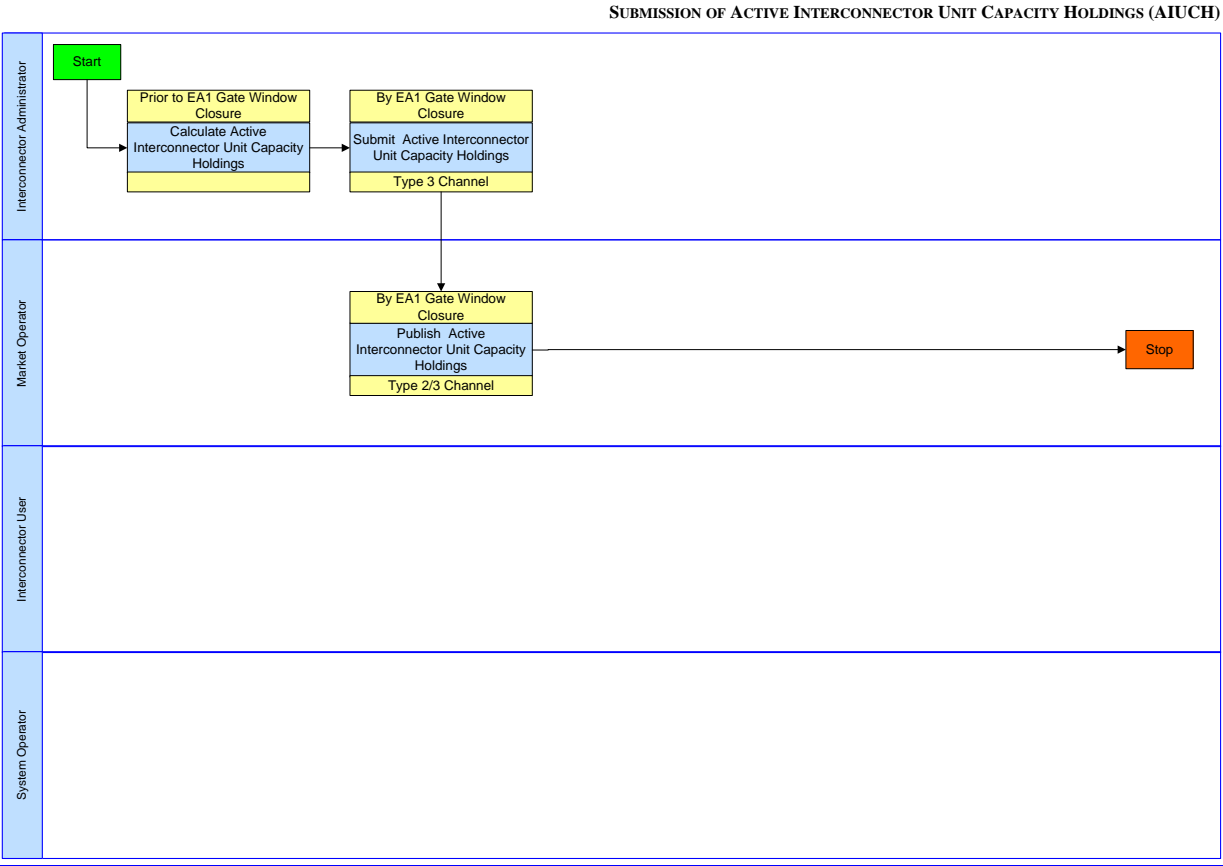 SUBMISSION OF ACTIVE INTERCONNECTOR UNIT CAPACITY HOLDINGS (AIUCH)
Interconnector Administrator
Start
Prior to EA1 Gate Window
Closure
Calculate Active
Interconnector Unit Capacity
Holdings
By EA1 Gate Window
Closure
Submit Active Interconnector
Unit Capacity Holdings
Type 3 Channel
Market Operator
By EA1 Gate Window
Closure
Publish Active
Interconnector Unit Capacity
Holdings
Type 2/3 Channel
Stop
Interconnector User
System Operator